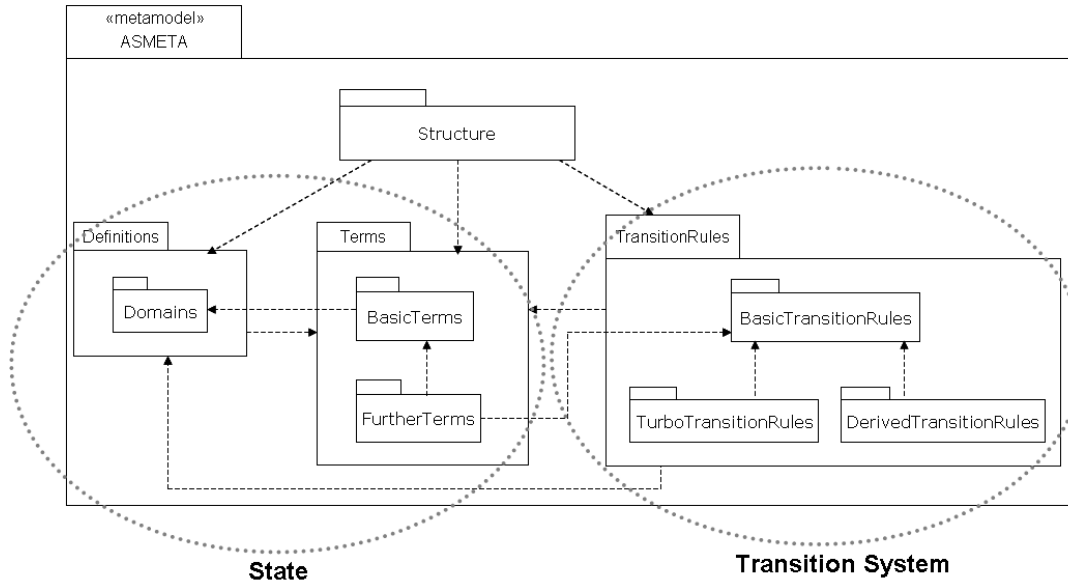 «metamodel»
ASMETA
Structure
Definitions
Terms
TransitionRules
Domains
BasicTerms
BasicTransitionRules
FurtherTerms
TurboTransitionRules
DerivedTransitionRules
State
Transition System